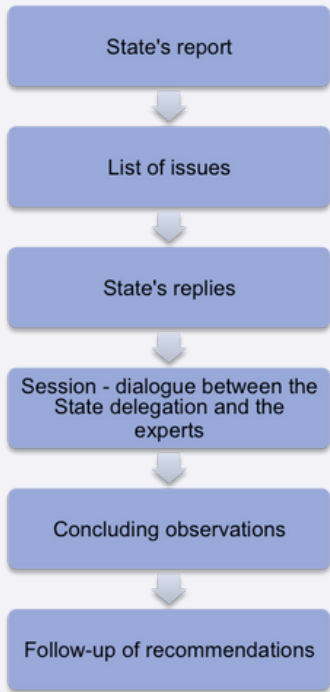 State's report
List of issues
State's replies
Session - dialogue between the
State delegation and the
experts
Concluding observations
Follow-up of recommendations